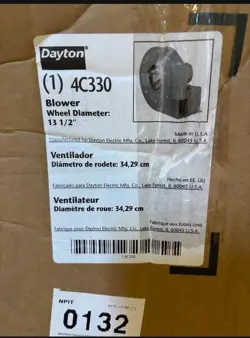 Dayton
(1) 4C330
Blower
Wheel Diameter:
13 1/2"
Made in U.S.A.
Manufactured for Dayton Electric Mfg. Co., Lake Forest, IL 60045 U.S.A.
Ventilador
Diámetro de rodete: 34,29 cm
Hecho en EE. UU
Fabricado para Dayton Electric Mfg. Co., Lake Forest, IL 60045 U.S.A.
Ventilateur
Diamètre de roue: 34,29 cm
Fabriqué aux Etats-Unis
Fabriqué pour Dayton Electric Mfg. Co., Lake Forest, IL 60045 U.S.A.
NPIT
0132